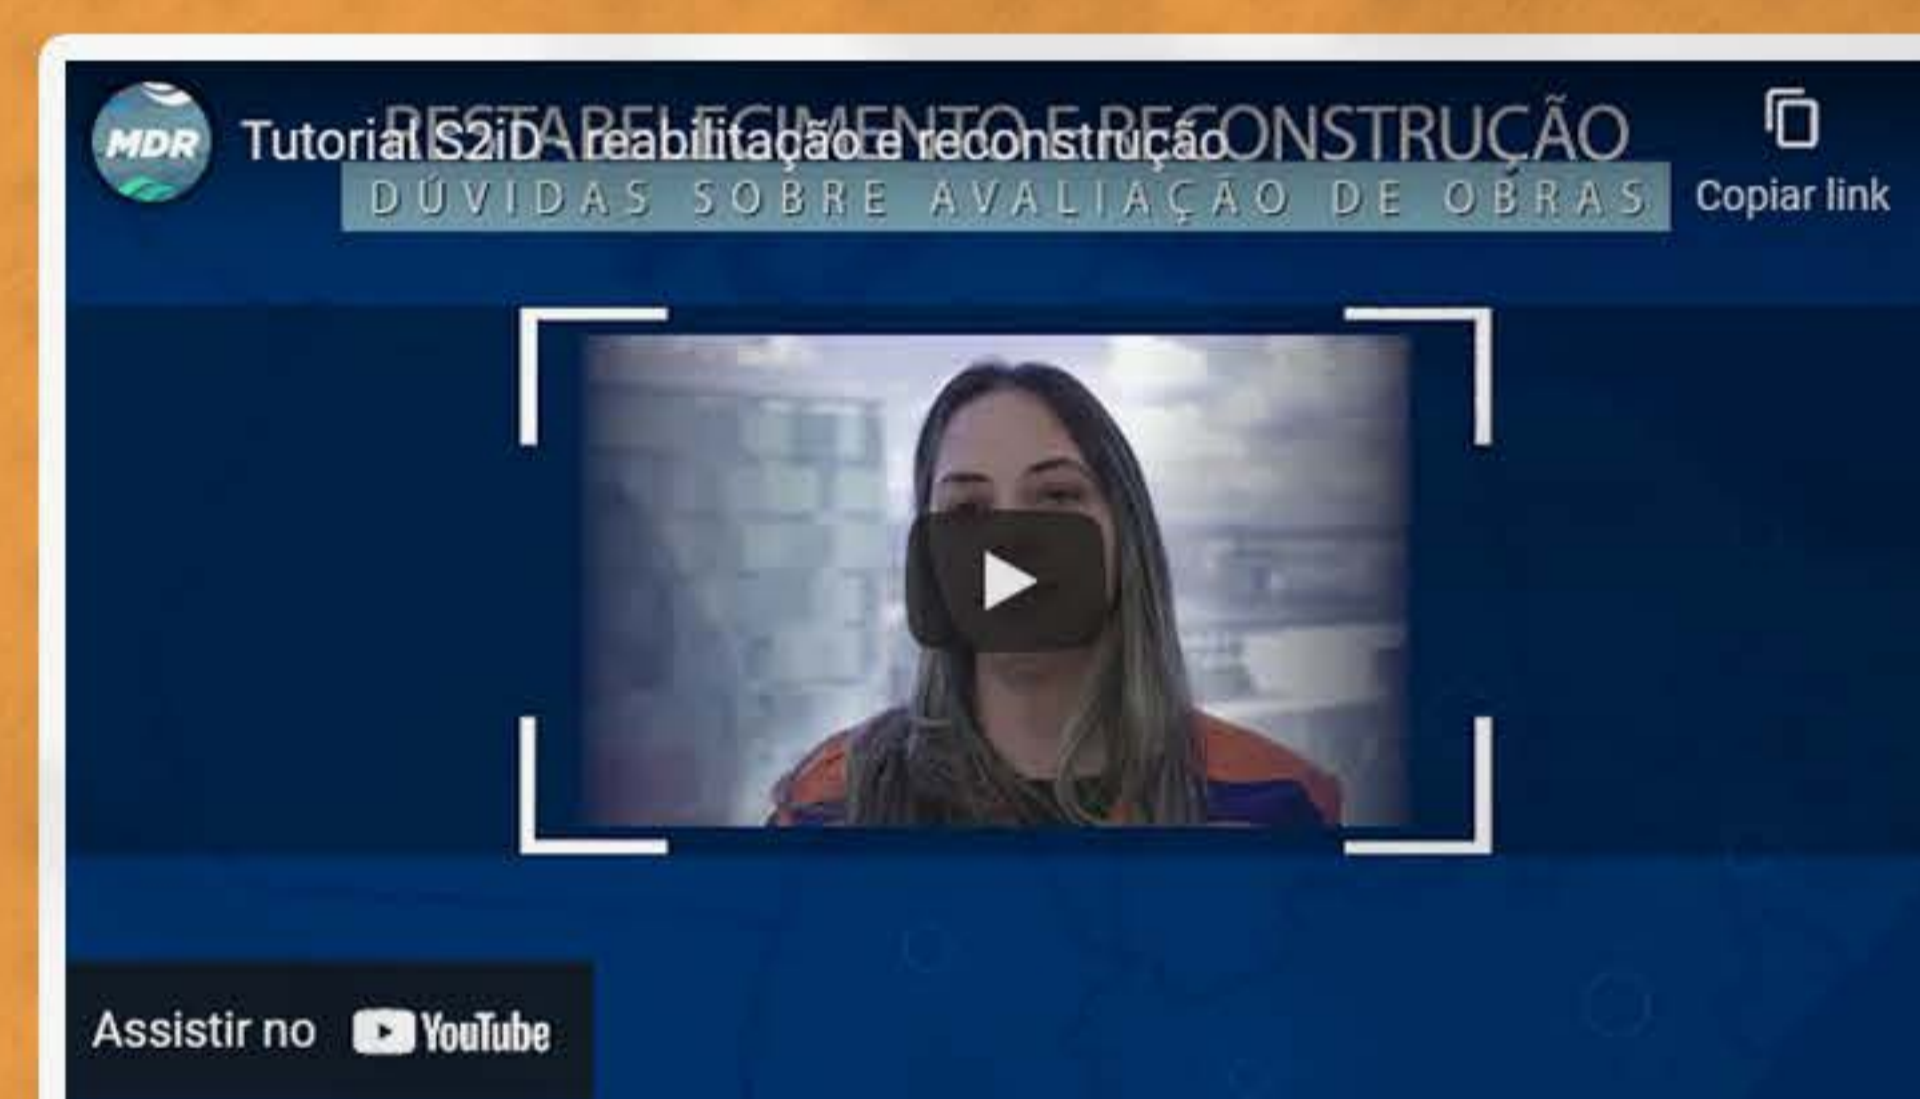 MDR
Tutorial S2iD - reabilitação e reconstrução
RESTABELECIMENTO E RECONSTRUÇÃO
DÚVIDAS SOBRE AVALIAÇÃO DE OBRAS
Copiar link
Assistir no YouTube